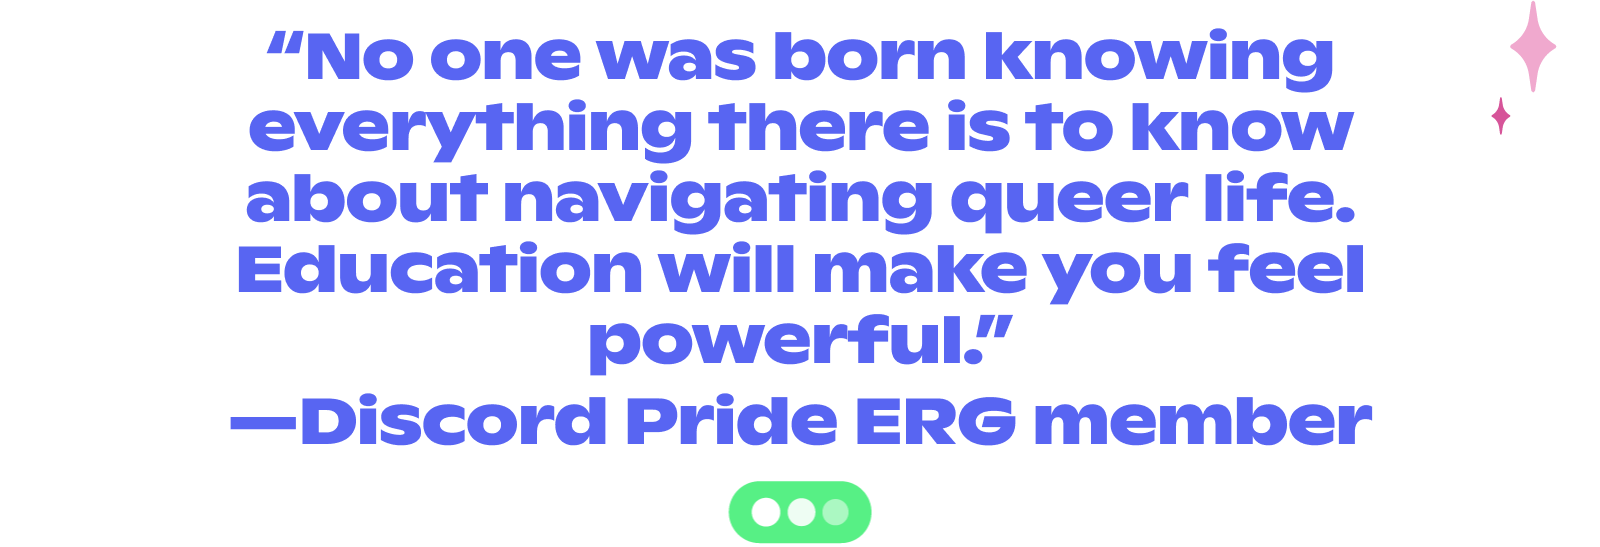 “No one was born knowing
everything there is to know
about navigating queer life.
Education will make you feel
powerful.”
—Discord Pride ERG member